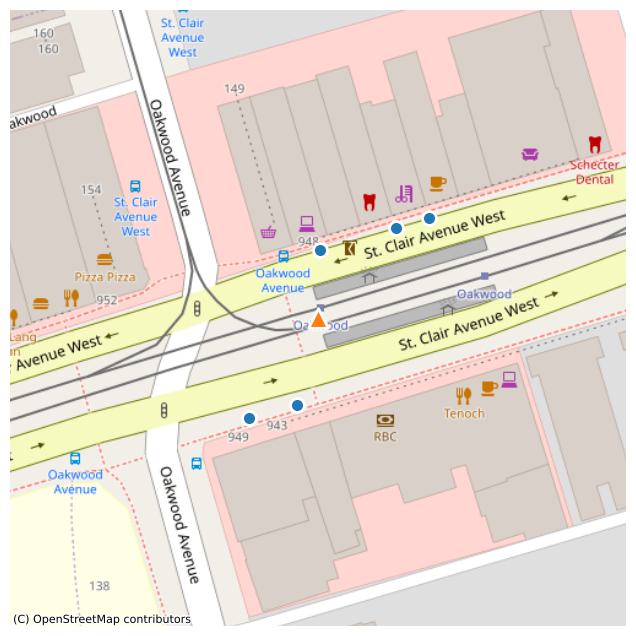 160
160
St. Clair
Avenue
West
149
akwood
Oakwood Avenue
Schecter
Dental
154
St. Clair
Avenue
West
948
St. Clair Avenue West
Pizza Pizza
Oakwood
Avenue
952
Oakwood
Lang
Avenue West
St. Clair Avenue West
Tenoch
943
949
RBC
Oakwood
Avenue
Oakwood Avenue
138
(C) OpenStreetMap contributors